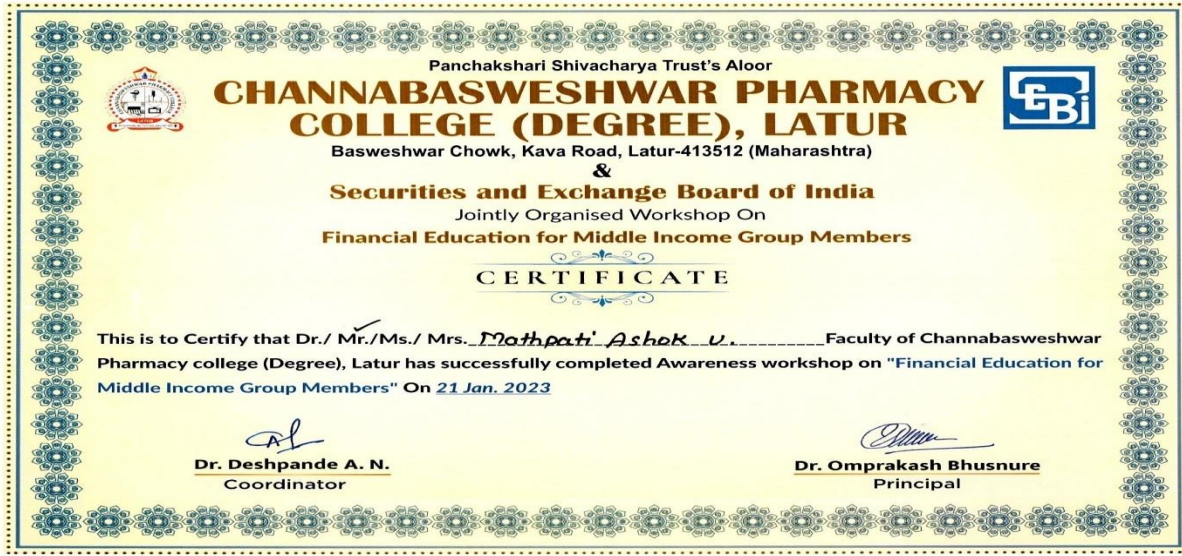 Panchakshari Shivacharya Trust's Aloor
CHANNABASWESHWAR PHARMACY
COLLEGE (DEGREE), LATUR
LATUR
SEBi
Basweshwar Chowk, Kava Road, Latur-413512 (Maharashtra)
&
Securities and Exchange Board of India
Jointly Organised Workshop On
Financial Education for Middle Income Group Members
CERTIFICATE
This is to Certify that Dr./ Mr./Ms./ Mrs. Mathpati Ashok U. Faculty of Channabasweshwar
Pharmacy college (Degree), Latur has successfully completed Awareness workshop on "Financial Education for
Middle Income Group Members" On 21 Jan. 2023
Dr. Deshpande A. N.
Coordinator
Dr. Omprakash Bhusnure
Principal